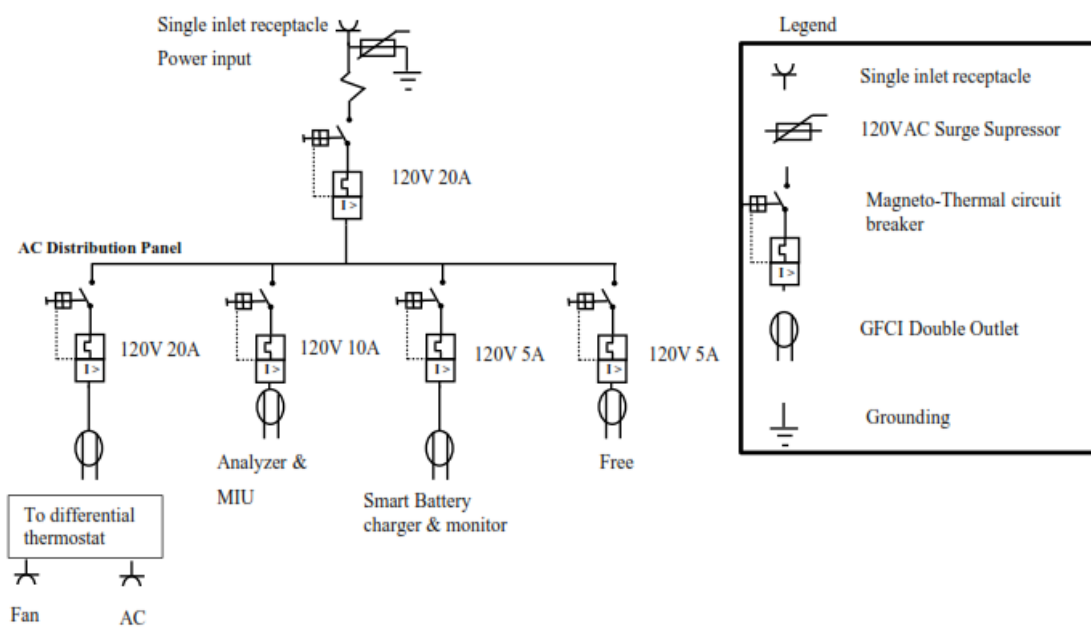 Single inlet receptacle
Power input
120V 20A
I >
AC Distribution Panel
120V 20A
I >
120V 10A
I >
120V 5A
I >
120V 5A
I >
Analyzer &
MIU
Smart Battery
charger & monitor
Free
To differential
thermostat
Fan
AC
Legend
Single inlet receptacle
120VAC Surge Supressor
Magneto-Thermal circuit
breaker
I >
GFCI Double Outlet
Grounding